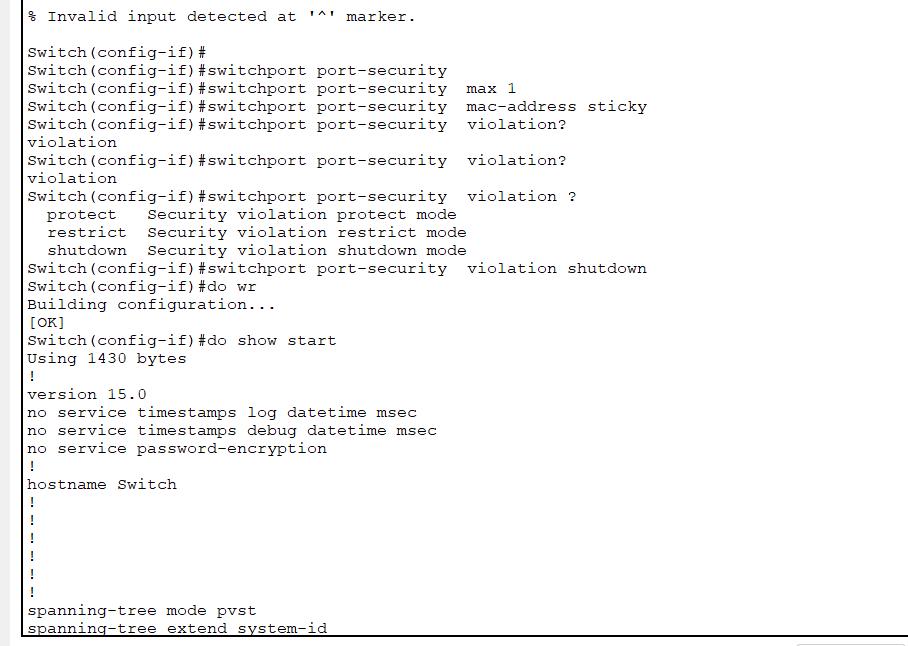 % Invalid input detected at '^' marker.
Switch(config-if)#
Switch(config-if)#switchport port-security
Switch(config-if)#switchport port-security  max 1
Switch(config-if)#switchport port-security  mac-address sticky
Switch(config-if)#switchport port-security  violation?
violation
Switch(config-if)#switchport port-security  violation?
violation
Switch(config-if)#switchport port-security  violation ?
  protect   Security violation protect mode
  restrict  Security violation restrict mode
  shutdown  Security violation shutdown mode
Switch(config-if)#switchport port-security  violation shutdown
Switch(config-if)#do wr
Building configuration...
[OK]
Switch(config-if)#do show start
Using 1430 bytes
!
version 15.0
no service timestamps log datetime msec
no service timestamps debug datetime msec
no service password-encryption
!
hostname Switch
!
!
!
!
!
!
spanning-tree mode pvst
spanning-tree extend system-id